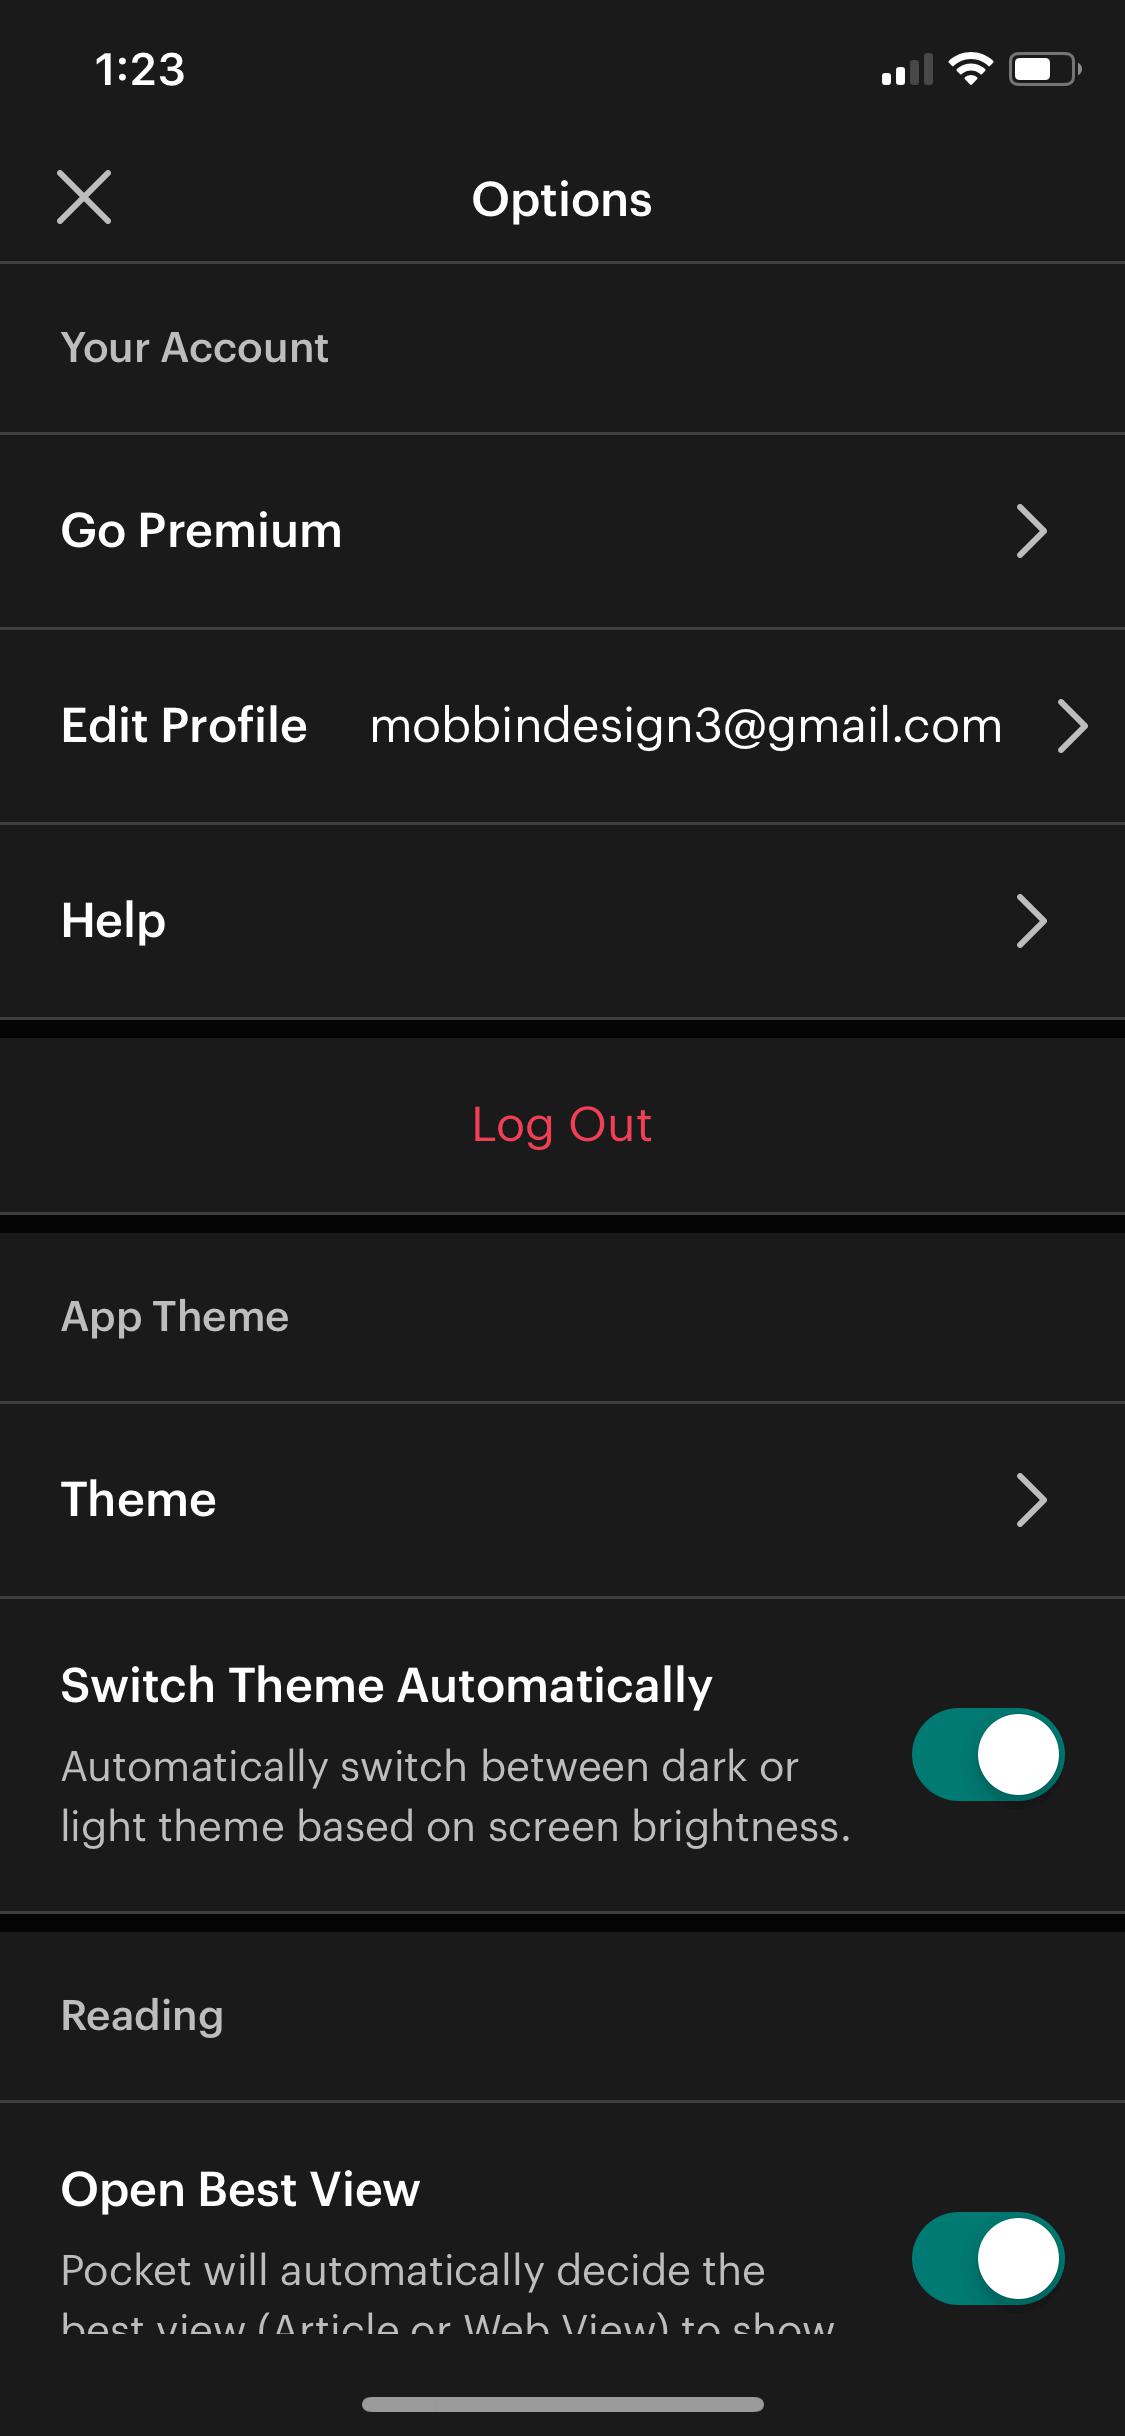 1:23
Options
Your Account
Go Premium
Edit Profile mobbindesign3@gmail.com
Help
Log Out
App Theme
Theme
Switch Theme Automatically
Automatically switch between dark or
light theme based on screen brightness.
Reading
Open Best View
Pocket will automatically decide the
best view (Article or Web View) to show